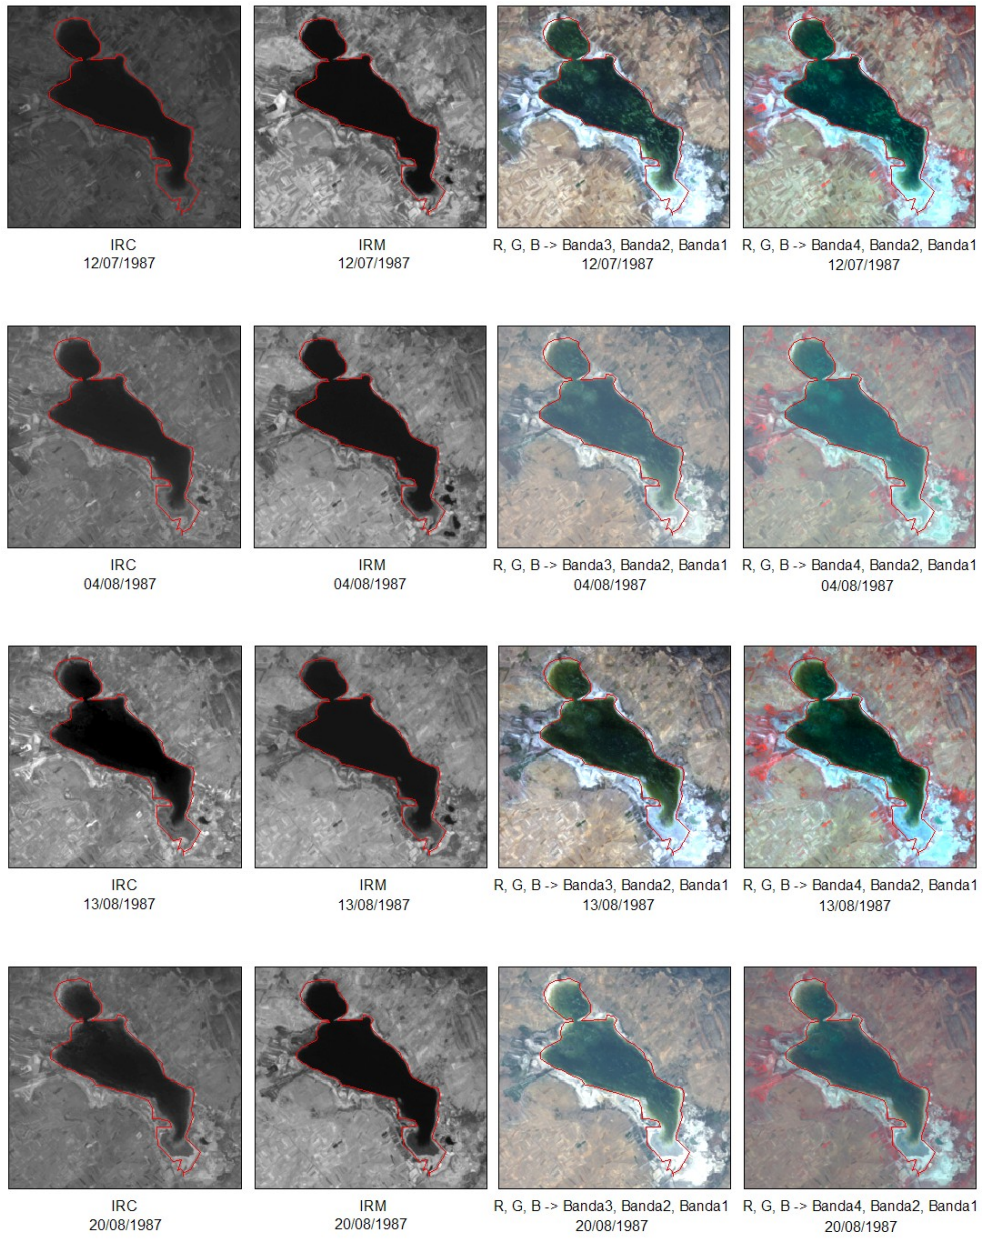 IRC
12/07/1987
IRM
12/07/1987
R, G, B -> Banda3, Banda2, Banda1
12/07/1987
R, G, B -> Banda4, Banda2, Banda1
12/07/1987
IRC
04/08/1987
IRM
04/08/1987
R, G, B -> Banda3, Banda2, Banda1
04/08/1987
R, G, B -> Banda4, Banda2, Banda1
04/08/1987
IRC
13/08/1987
IRM
13/08/1987
R, G, B -> Banda3, Banda2, Banda1
13/08/1987
R, G, B -> Banda4, Banda2, Banda1
13/08/1987
IRC
20/08/1987
IRM
20/08/1987
R, G, B -> Banda3, Banda2, Banda1
20/08/1987
R, G, B -> Banda4, Banda2, Banda1
20/08/1987